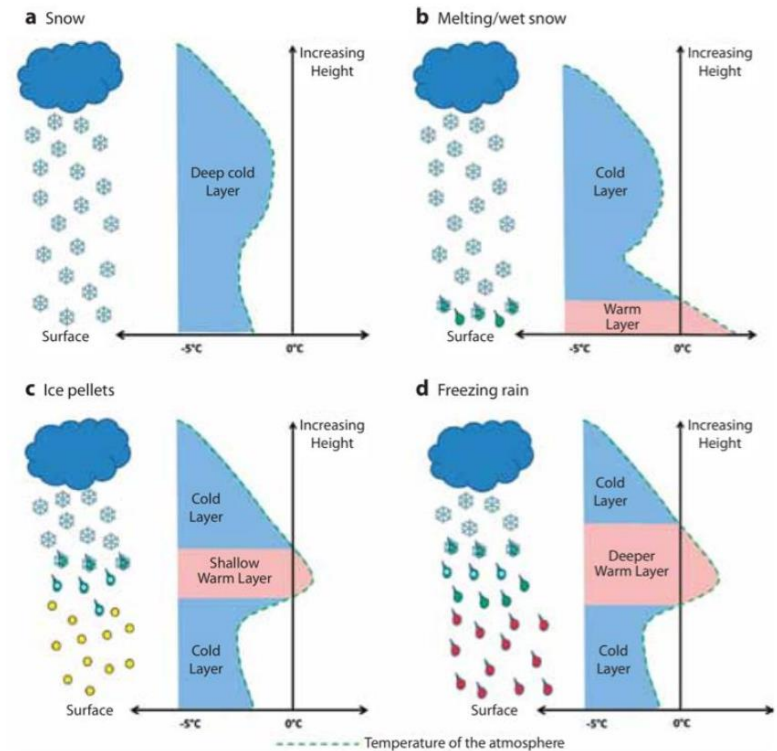 a Snow
Increasing
Height
Deep cold
Layer
Surface
-5°C
0°C
b Melting/wet snow
Increasing
Height
Cold
Layer
Warm
Layer
Surface
-5°C
0°C
c Ice pellets
Increasing
Height
Cold
Layer
Shallow
Warm Layer
Cold
Layer
Surface
-5°C
0°C
d Freezing rain
Increasing
Height
Cold
Layer
Deeper
Warm Layer
Cold
Layer
Surface
-5°C
0°C
Temperature of the atmosphere